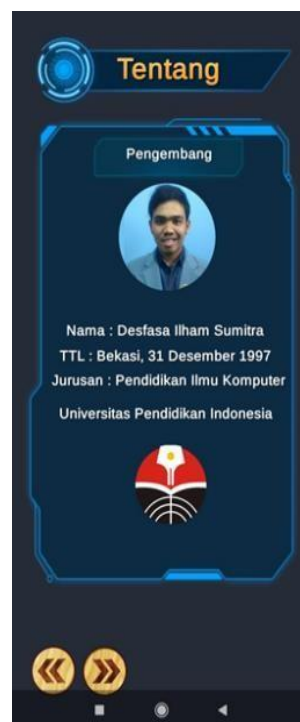 Tentang
Pengembang
Nama : Desfasa Ilham Sumitra
TTL : Bekasi, 31 Desember 1997
Jurusan : Pendidikan Ilmu Komputer
Universitas Pendidikan Indonesia